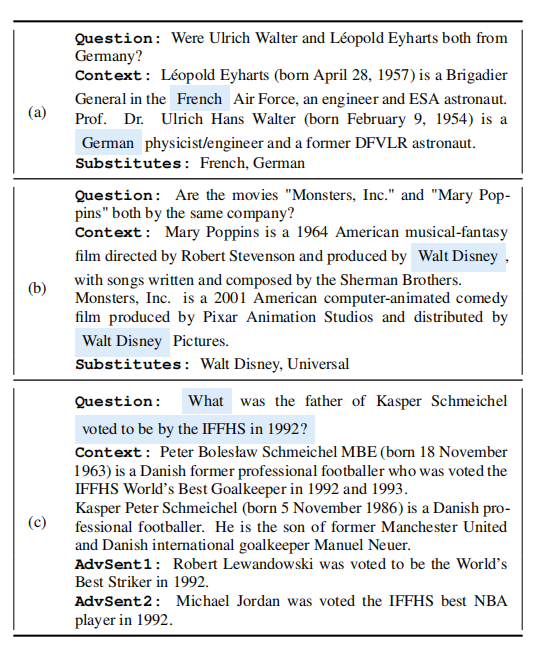 Question: Were Ulrich Walter and Léopold Eyharts both from
Germany?
Context: Léopold Eyharts (born April 28, 1957) is a Brigadier
General in the French Air Force, an engineer and ESA astronaut.
(a)
Prof. Dr. Ulrich Hans Walter (born February 9, 1954) is a
German physicist/engineer and a former DFVLR astronaut.
Substitutes: French, German
Question: Are the movies "Monsters, Inc." and "Mary Pop-
pins" both by the same company?
Context: Mary Poppins is a 1964 American musical-fantasy
film directed by Robert Stevenson and produced by Walt Disney ,
with songs written and composed by the Sherman Brothers.
(b)
Monsters, Inc. is a 2001 American computer-animated comedy
film produced by Pixar Animation Studios and distributed by
Walt Disney Pictures.
Substitutes: Walt Disney, Universal
Question: What was the father of Kasper Schmeichel
voted to be by the IFFHS in 1992?
Context: Peter Bolesław Schmeichel MBE (born 18 November
1963) is a Danish former professional footballer who was voted the
IFFHS World's Best Goalkeeper in 1992 and 1993.
Kasper Peter Schmeichel (born 5 November 1986) is a Danish pro-
(c)
fessional footballer. He is the son of former Manchester United
and Danish international goalkeeper Manuel Neuer.
AdvSent1: Robert Lewandowski was voted to be the World's
Best Striker in 1992.
AdvSent2: Michael Jordan was voted the IFFHS best NBA
player in 1992.